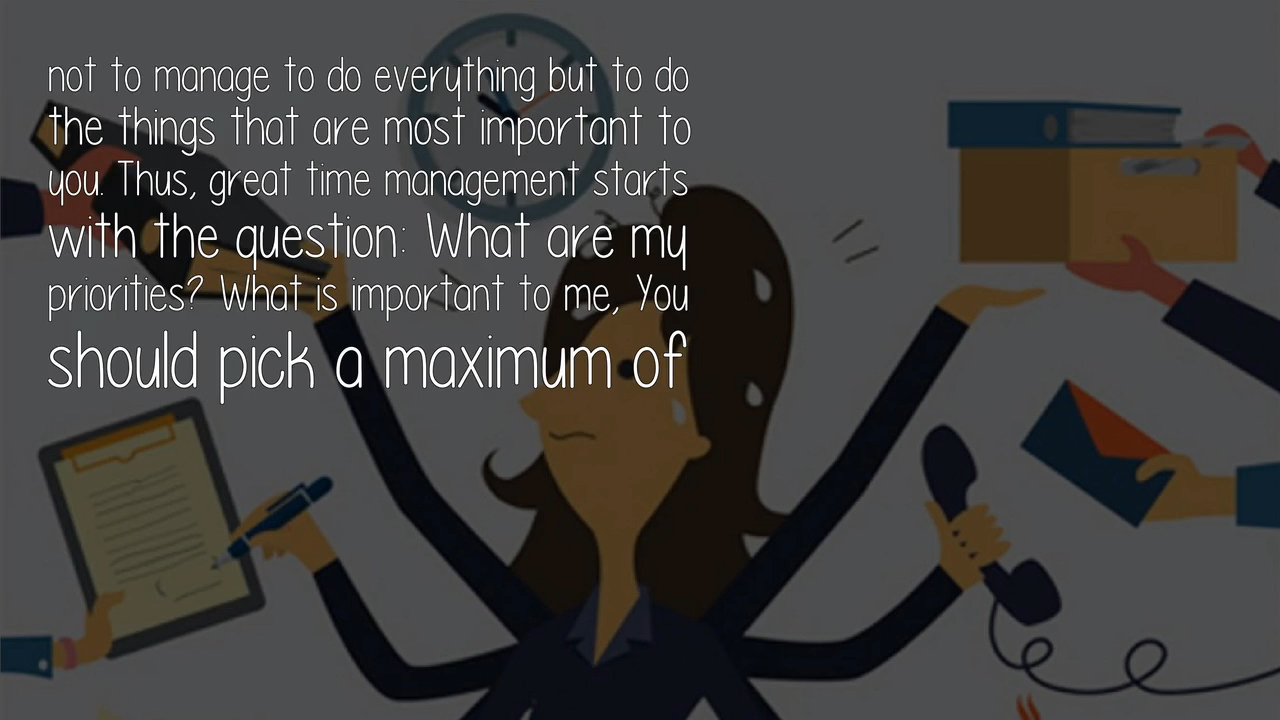 not to manage to do everything but to do
the things that are most important to
you. Thus, great time management starts
with the question: What are my
priorities? What is important to me, You
should pick a maximum of